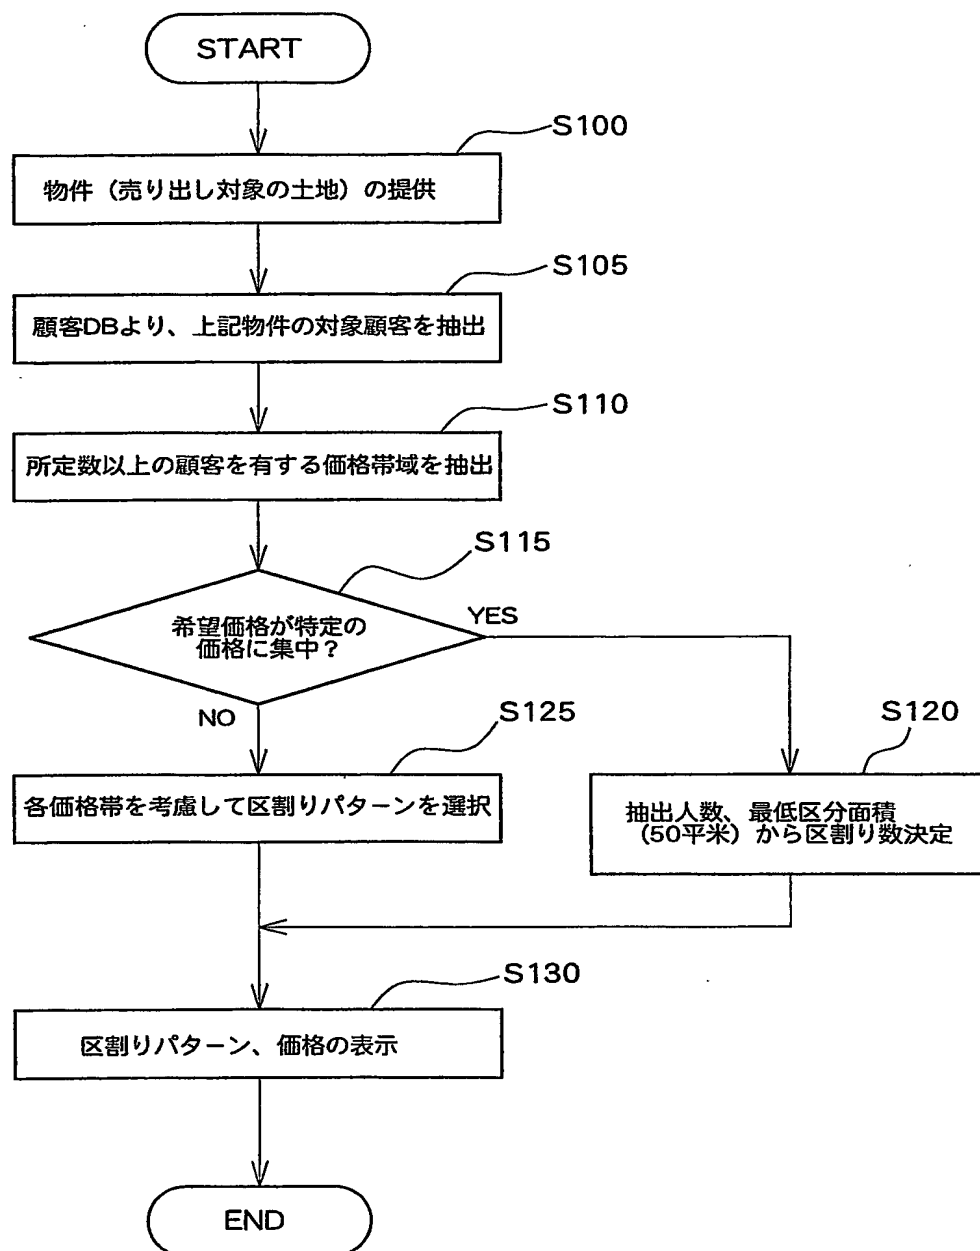 START
S100
物件（売り出し対象の土地）の提供
S105
顧客DBより、上記物件の対象顧客を抽出
S110
所定数以上の顧客を有する価格帯域を抽出
S115
希望価格が特定の
価格に集中？
YES
NO
S125
各価格帯を考慮して区割りパターンを選択
S120
抽出人数、最低区分面積
（50平米）から区割り数決定
S130
区割りパターン、価格の表示
END